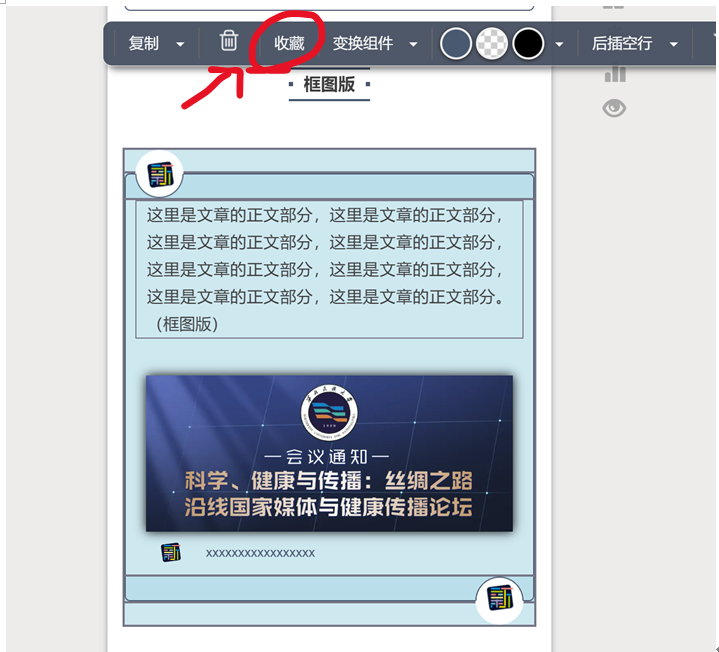 复制
收藏
变换组件
后插空行
框图版
新
这里是文章的正文部分，这里是文章的正文部分，
这里是文章的正文部分，这里是文章的正文部分，
这里是文章的正文部分，这里是文章的正文部分，
这里是文章的正文部分，这里是文章的正文部分。
（框图版）
会议通知
科学、健康与传播：丝绸之路
沿线国家媒体与健康传播论坛
新
xxxxxxxxxxxxxxxxx
新